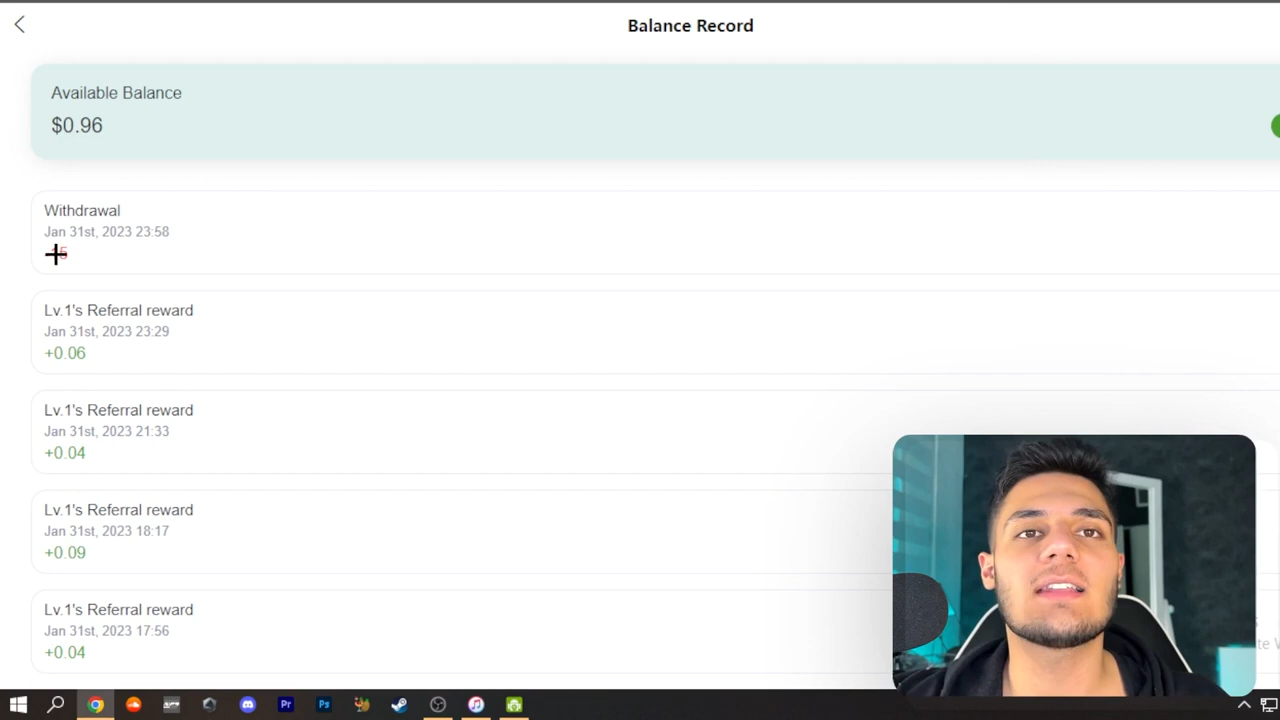 Balance Record
Available Balance
$0.96
Withdrawal
Jan 31st, 2023 23:58
Lv.1's Referral reward
Jan 31st, 2023 23:29
+0.06
Lv.1's Referral reward
Jan 31st, 2023 21:33
+0.04
Lv.1's Referral reward
Jan 31st, 2023 18:17
+0.09
Lv.1's Referral reward
Jan 31st, 2023 17:56
+0.04
Pr
Ps